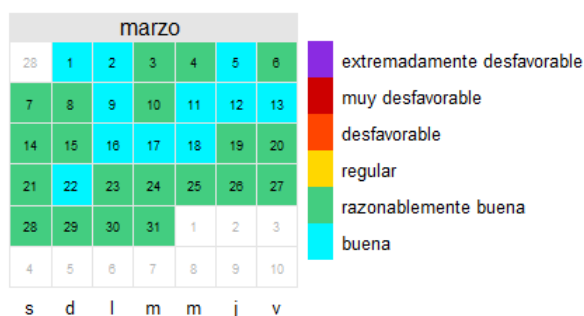 marzo
28 1 2 3 4 5 6
7 8 9 10 11 12 13
14 15 16 17 18 19 20
21 22 23 24 25 26 27
28 29 30 31 1 2 3
4 5 6 7 8 9 10
s d l m m j v
extremadamente desfavorable
muy desfavorable
desfavorable
regular
razonablemente buena
buena